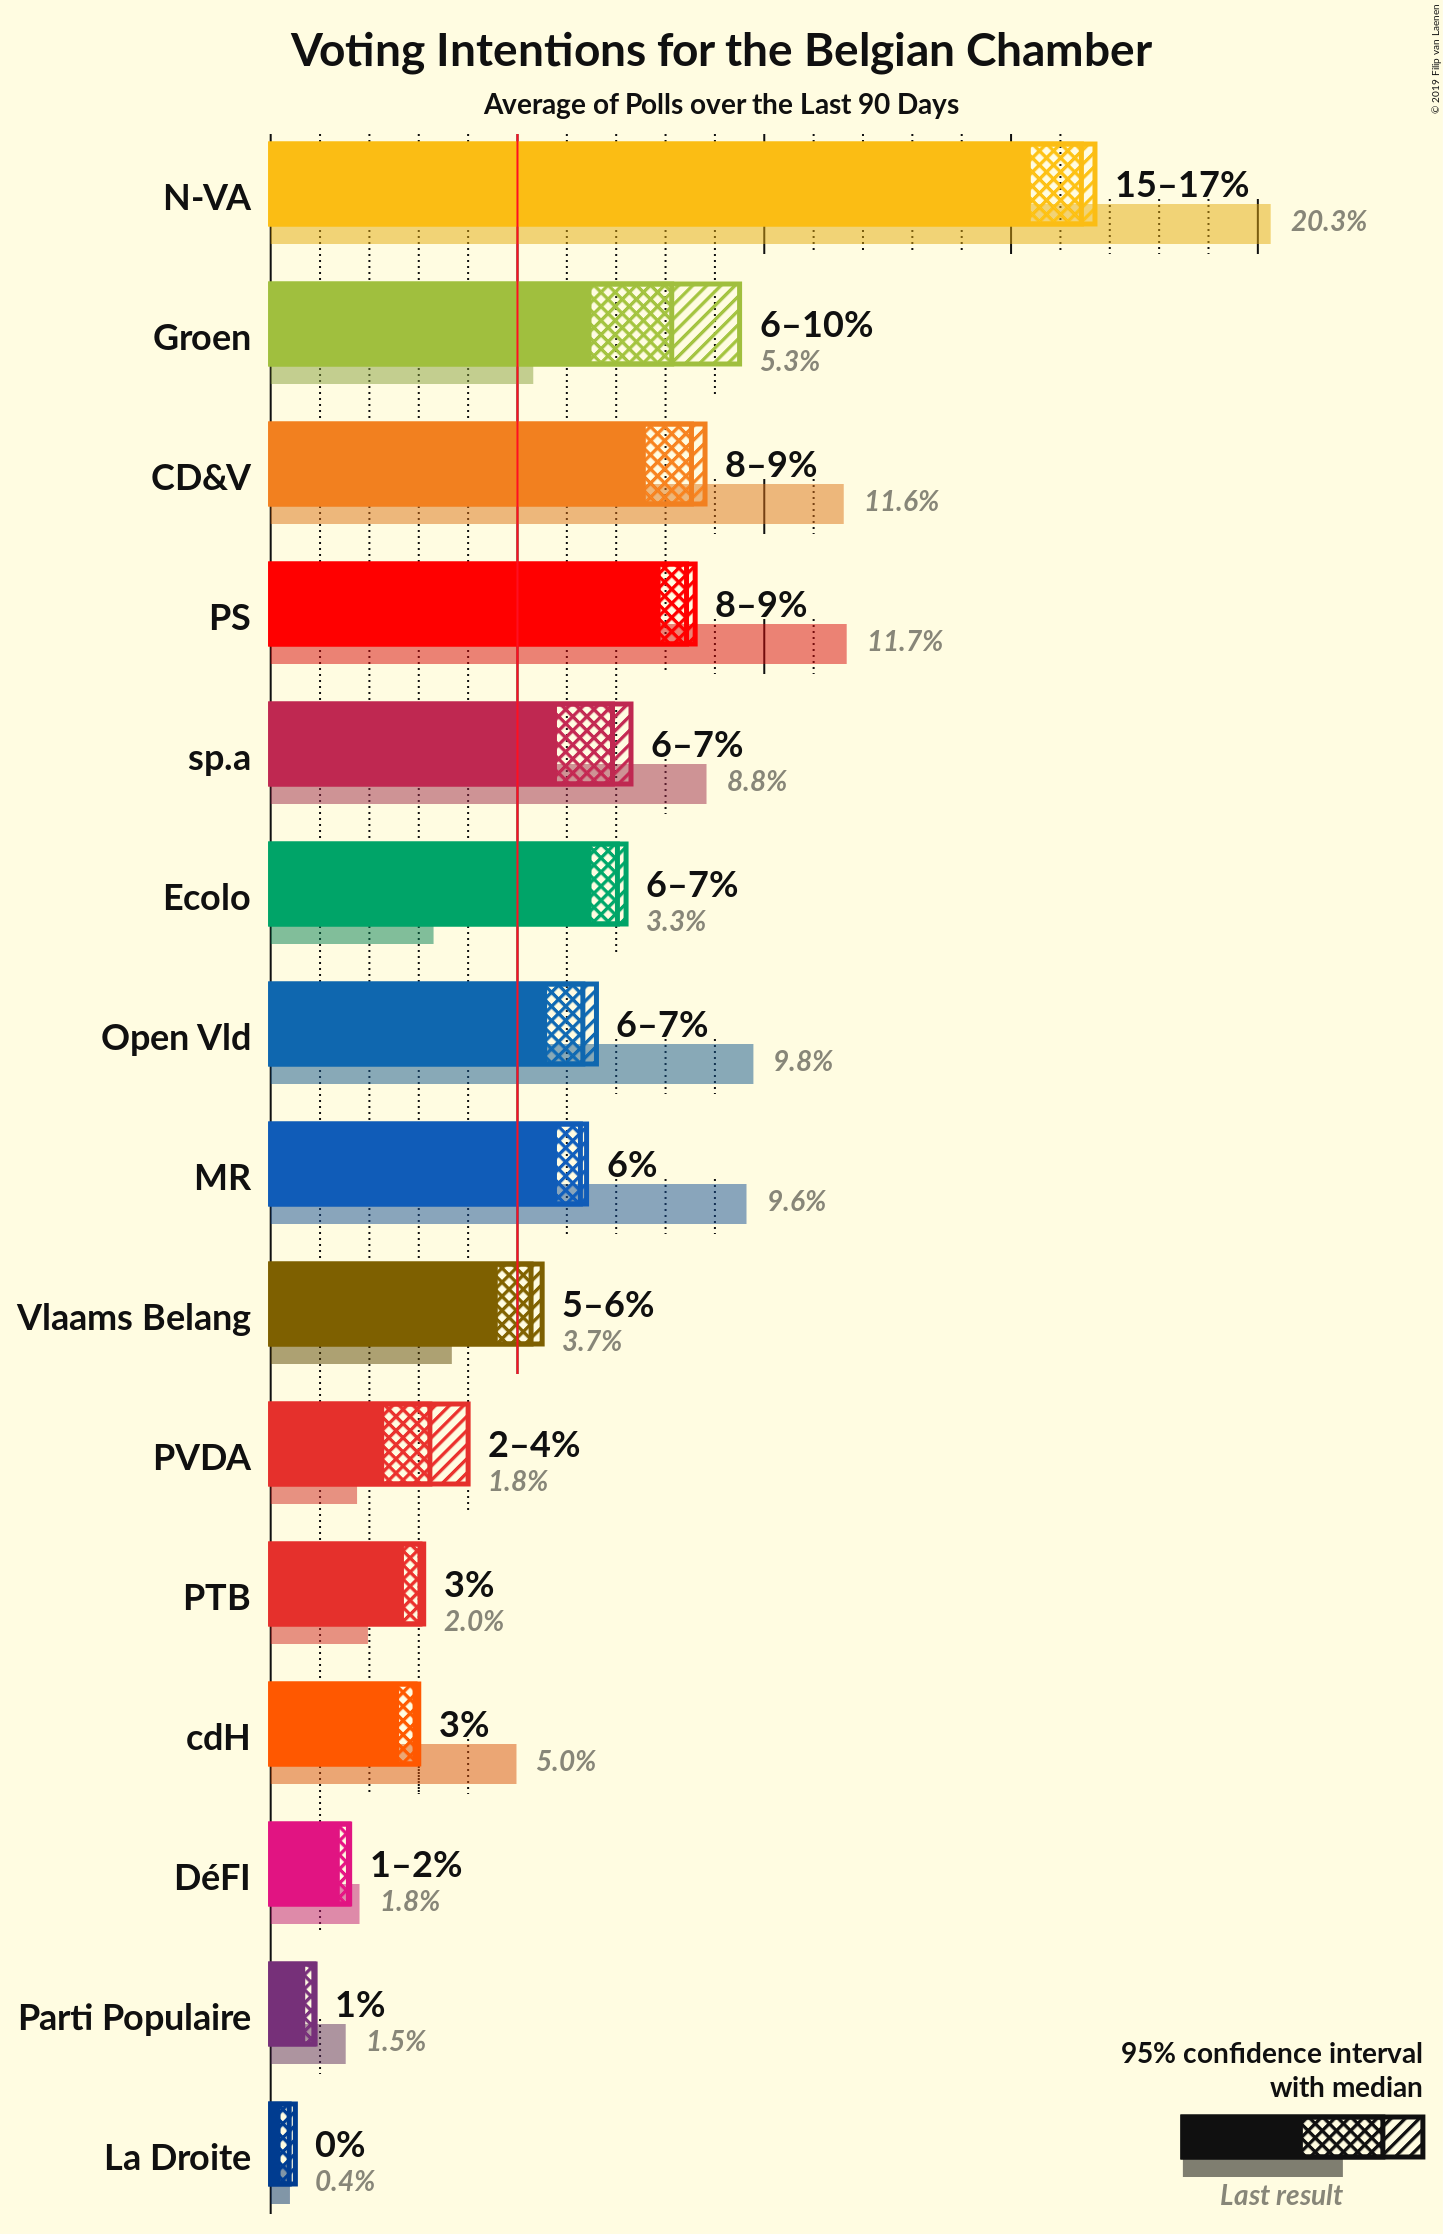 Voting Intentions for the Belgian Chamber
Average of Polls over the Last 90 Days
© 2019 Filip van Laenen
N-VA
15–17%
20.3%
Groen
6–10%
5.3%
CD&V
8–9%
11.6%
PS
8–9%
11.7%
sp.a
6–7%
8.8%
Ecolo
6–7%
3.3%
Open Vld
6–7%
9.8%
MR
6%
9.6%
Vlaams Belang
5–6%
3.7%
PVDA
2–4%
1.8%
PTB
3%
2.0%
cdH
3%
5.0%
DéFI
1–2%
1.8%
Parti Populaire
1%
1.5%
La Droite
0%
0.4%
95% confidence interval
with median
Last result